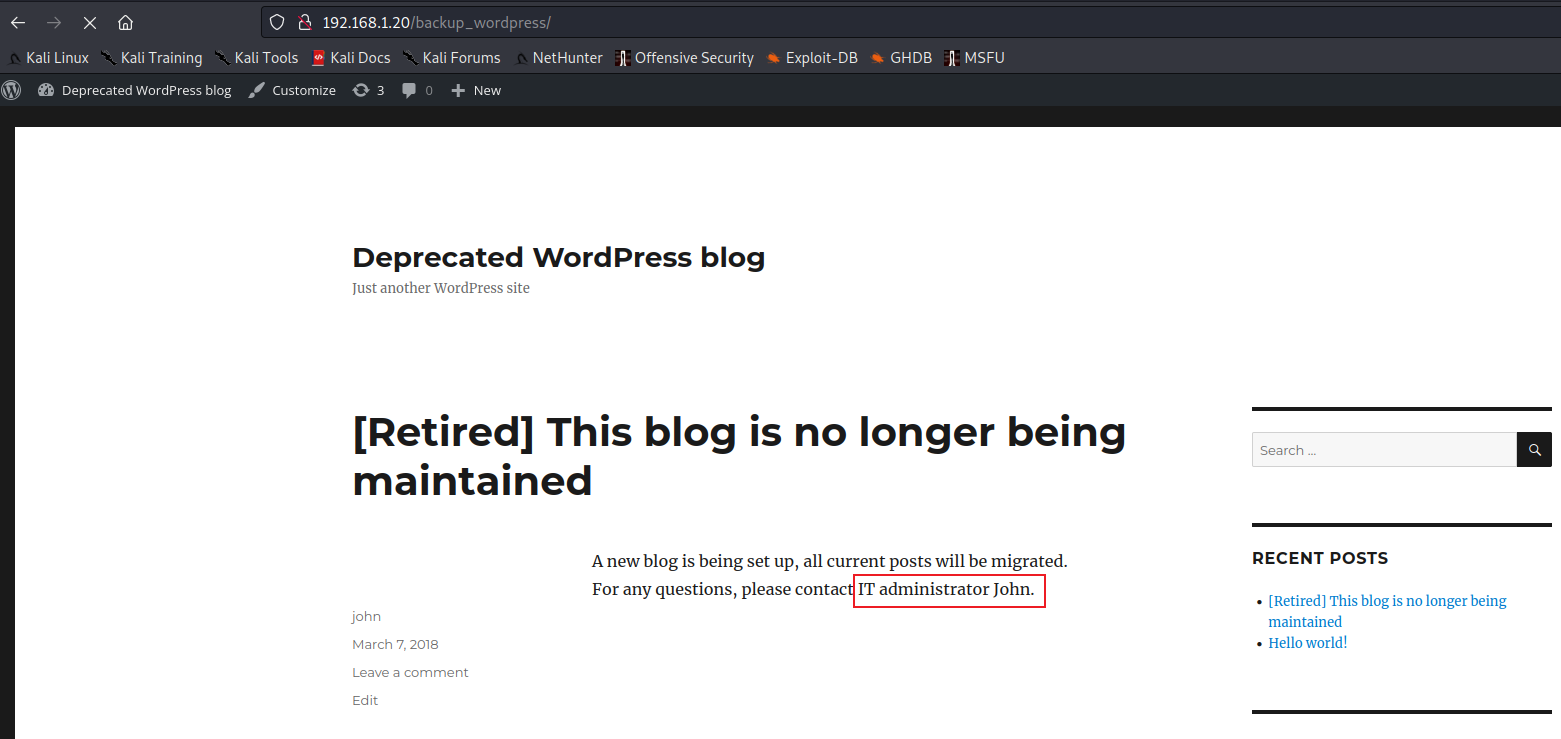 192.168.1.20/backup_wordpress/
Kali Linux Kali Training Kali Tools Kali Docs Kali Forums NetHunter Offensive Security Exploit-DB GHDB MSFU
Deprecated WordPress blog Customize 3 0 New
Deprecated WordPress blog
Just another WordPress site
[Retired] This blog is no longer being
maintained
A new blog is being set up, all current posts will be migrated.
For any questions, please contact IT administrator John.
john
March 7, 2018
Leave a comment
Edit
Search ...
RECENT POSTS
[Retired] This blog is no longer being
maintained
Hello world!